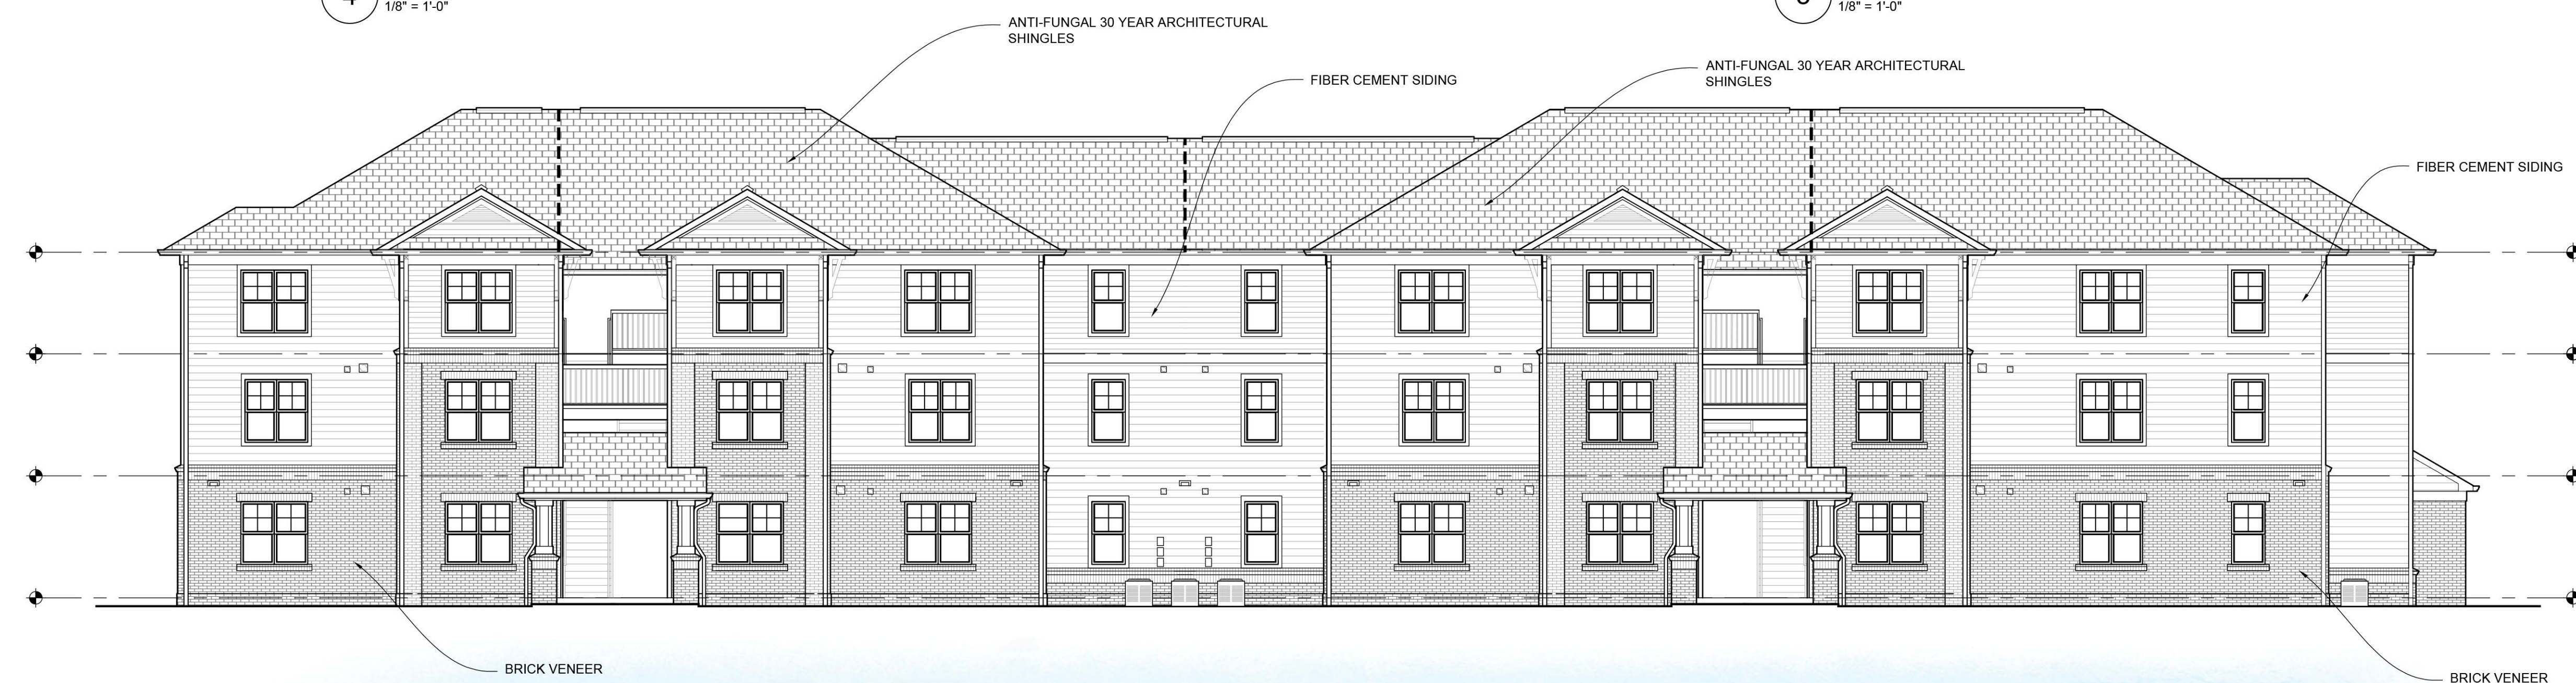 1/8" = 1'-0"
1/8" = 1'-0"
ANTI-FUNGAL 30 YEAR ARCHITECTURAL
SHINGLES
FIBER CEMENT SIDING
ANTI-FUNGAL 30 YEAR ARCHITECTURAL
SHINGLES
FIBER CEMENT SIDING
BRICK VENEER
BRICK VENEER